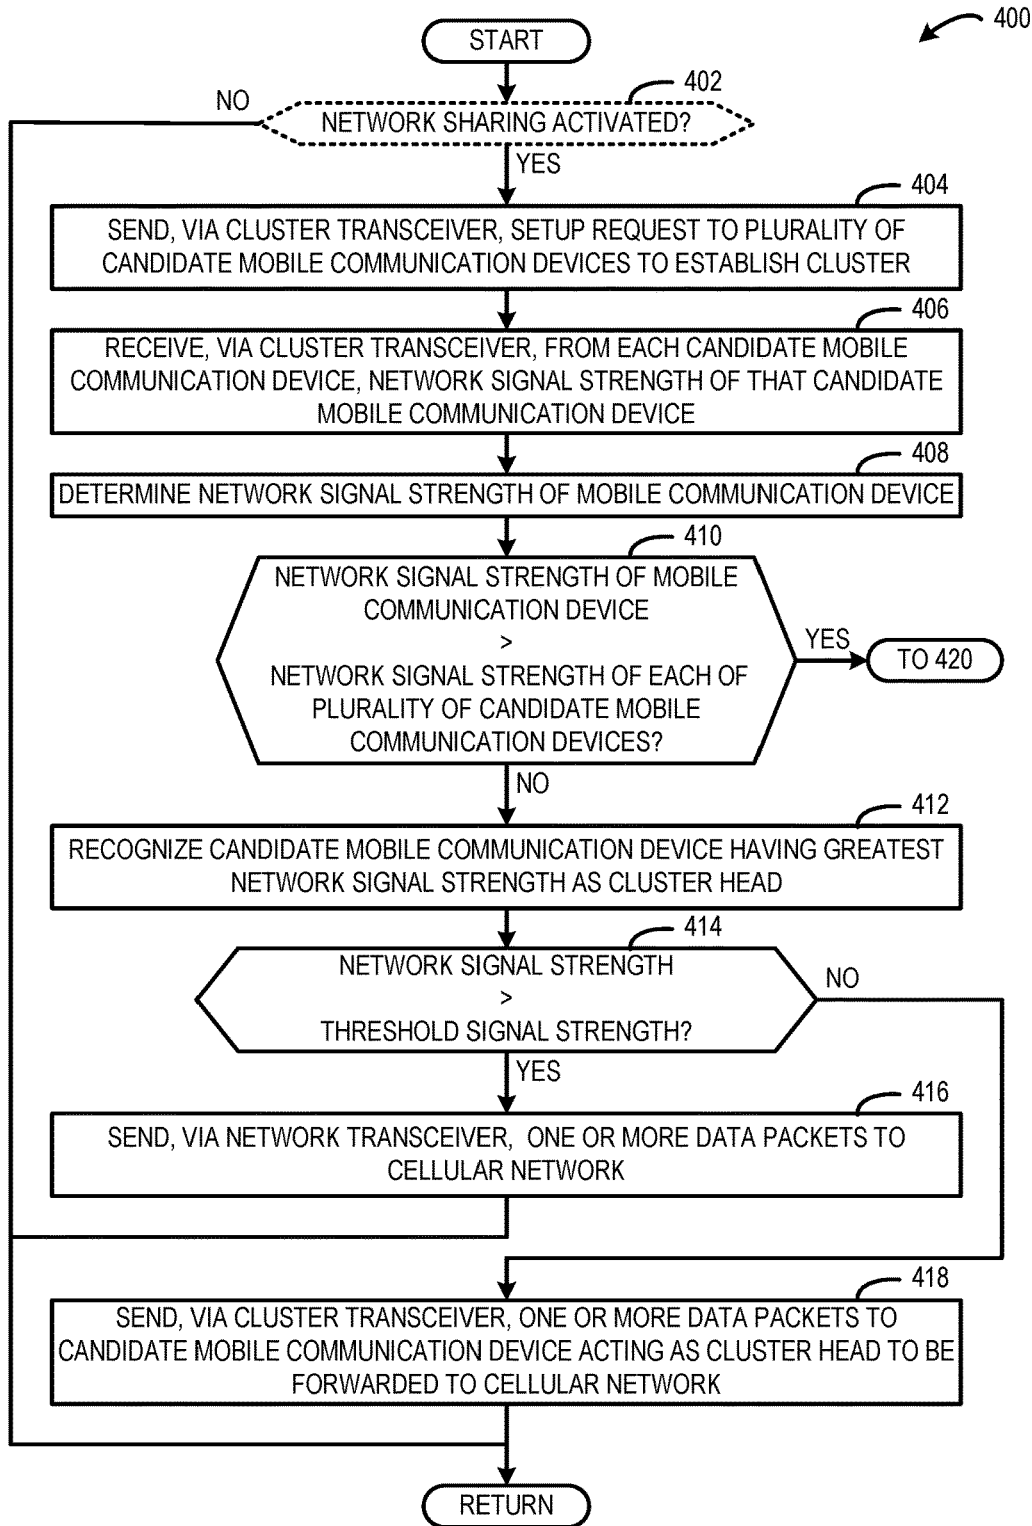 400
START
402
NO
NETWORK SHARING ACTIVATED?
YES
404
SEND, VIA CLUSTER TRANSCEIVER, SETUP REQUEST TO PLURALITY OF
CANDIDATE MOBILE COMMUNICATION DEVICES TO ESTABLISH CLUSTER
406
RECEIVE, VIA CLUSTER TRANSCEIVER, FROM EACH CANDIDATE MOBILE
COMMUNICATION DEVICE, NETWORK SIGNAL STRENGTH OF THAT CANDIDATE
MOBILE COMMUNICATION DEVICE
408
DETERMINE NETWORK SIGNAL STRENGTH OF MOBILE COMMUNICATION DEVICE
410
NETWORK SIGNAL STRENGTH OF MOBILE
COMMUNICATION DEVICE
>
NETWORK SIGNAL STRENGTH OF EACH OF
PLURALITY OF CANDIDATE MOBILE
COMMUNICATION DEVICES?
YES
TO 420
NO
412
RECOGNIZE CANDIDATE MOBILE COMMUNICATION DEVICE HAVING GREATEST
NETWORK SIGNAL STRENGTH AS CLUSTER HEAD
414
NETWORK SIGNAL STRENGTH
>
THRESHOLD SIGNAL STRENGTH?
NO
YES
416
SEND, VIA NETWORK TRANSCEIVER, ONE OR MORE DATA PACKETS TO
CELLULAR NETWORK
418
SEND, VIA CLUSTER TRANSCEIVER, ONE OR MORE DATA PACKETS TO
CANDIDATE MOBILE COMMUNICATION DEVICE ACTING AS CLUSTER HEAD TO BE
FORWARDED TO CELLULAR NETWORK
RETURN